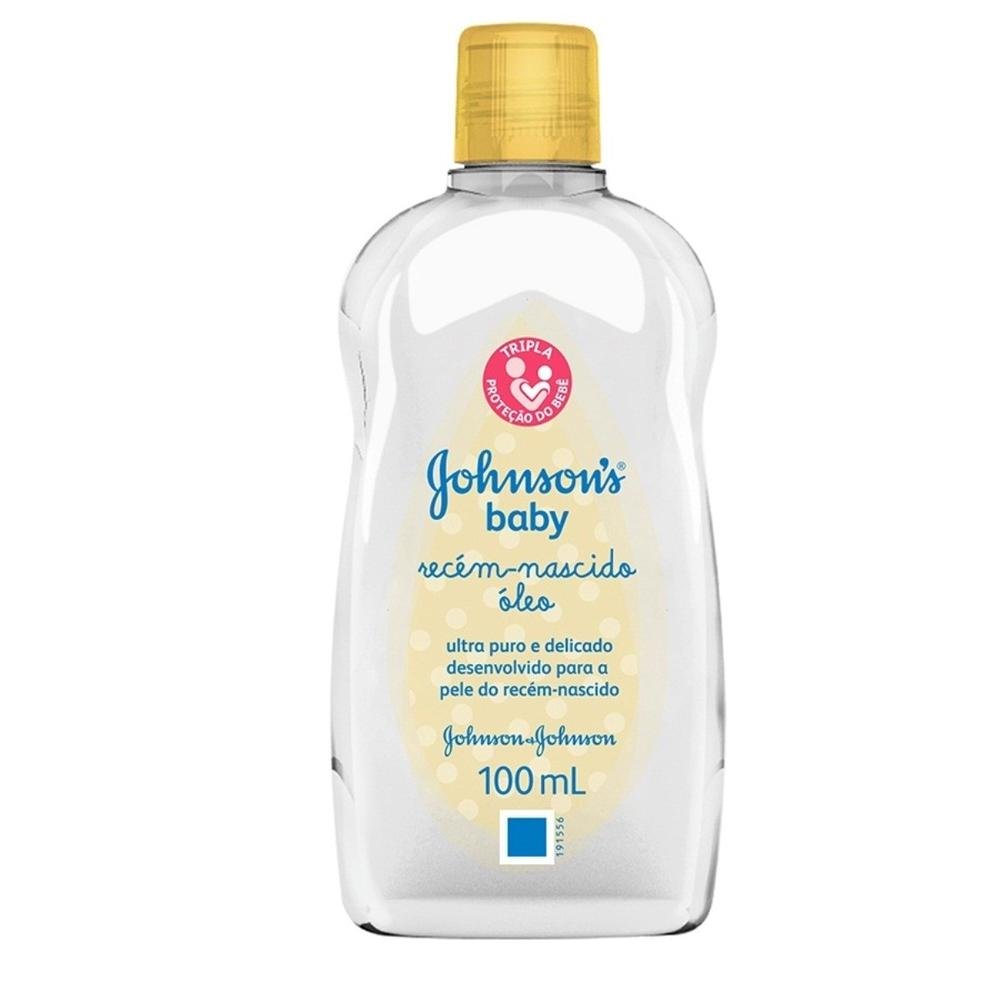 TRIPLA
PROTEÇÃO DO BEBÊ
Johnson's®
baby
recém-nascido
óleo
ultra puro e delicado
desenvolvido para a
pele do recém-nascido
Johnson & Johnson
100 mL
191556